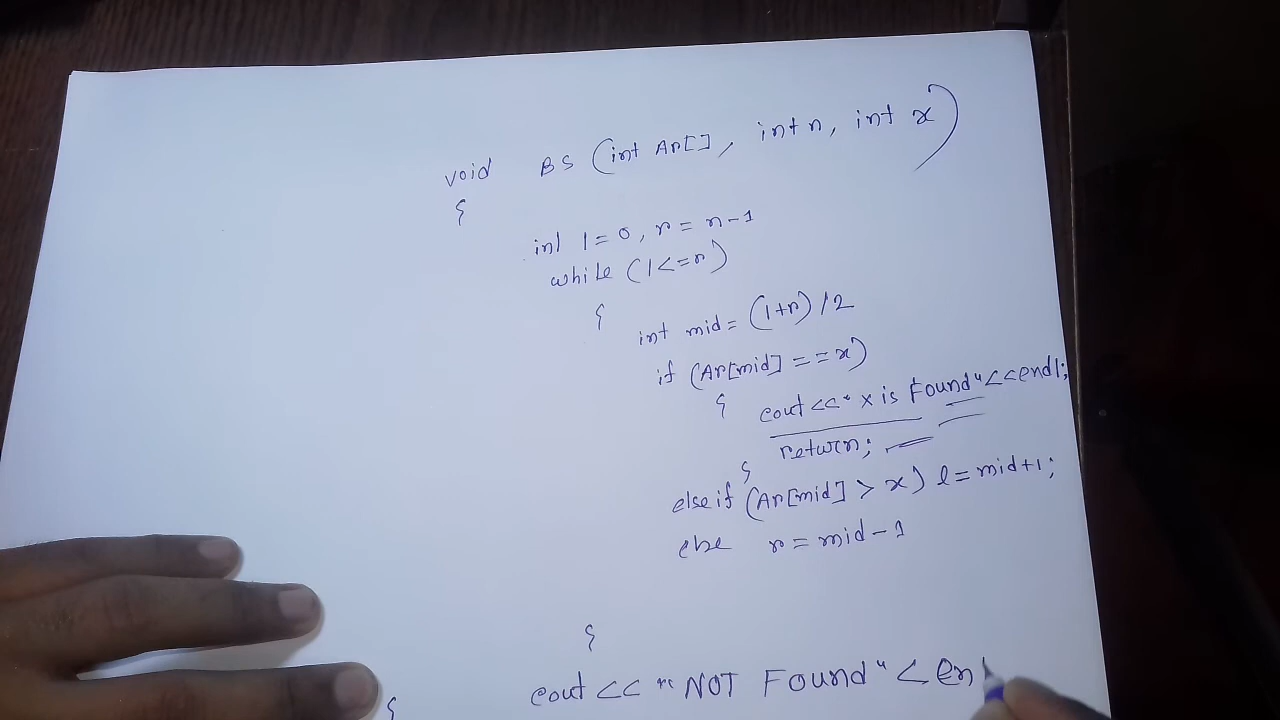 void BS (int Ar[], int n, int x)
{
int l=0, r=n-1
while (l<=r)
{
int mid=(l+r)/2
if (Ar[mid]==x)
{ cout<<"x is Found"<<endl;
return;
}
else if (Ar[mid]>x) l=mid+1;
else r=mid-1
}
cout<<"NOT Found"<en
}